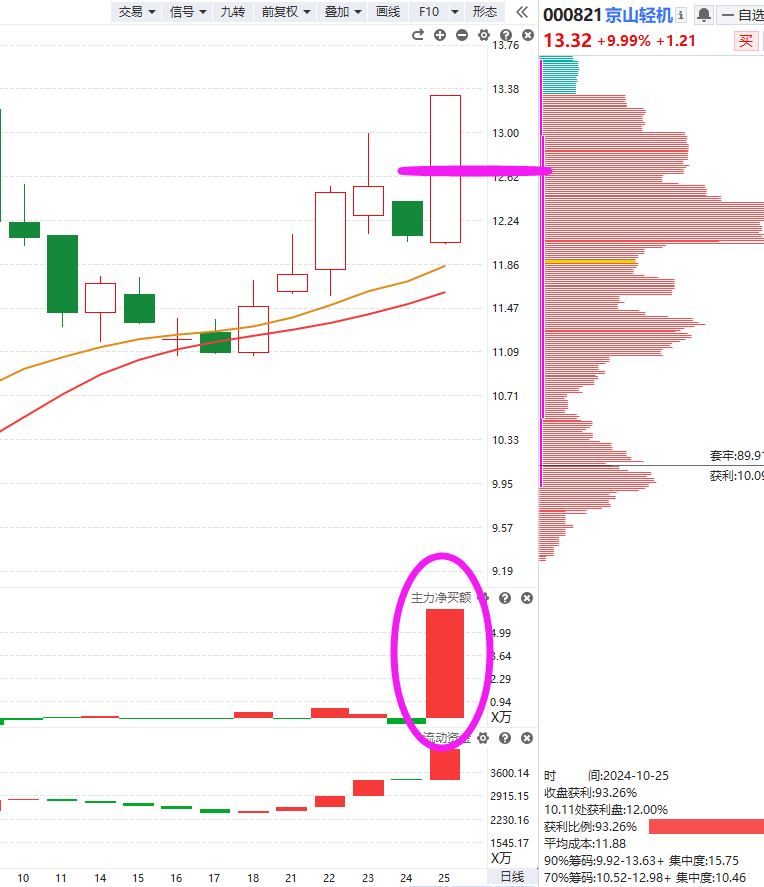 交易 信号 九转 前复权 叠加 画线 F10 形态
000821 京山轻机 自选
13.32 +9.99% +1.21 买
13.76
13.38
13.00
12.62
12.24
11.86
11.47
11.09
10.71
10.33
9.95
9.57
9.19
套牢:89.91
获利:10.09
主力净买额
4.99
3.64
2.29
0.94
X万
流动资金
3600.14
2915.15
2230.16
1545.17
X万
10 11 14 15 16 17 18 21 22 23 24 25 日线
时 间:2024-10-25
收盘获利:93.26%
10.11处获利盘:12.00%
获利比例:93.26%
平均成本:11.88
90%筹码:9.92-13.63+ 集中度:15.75
70%筹码:10.52-12.98+ 集中度:10.46